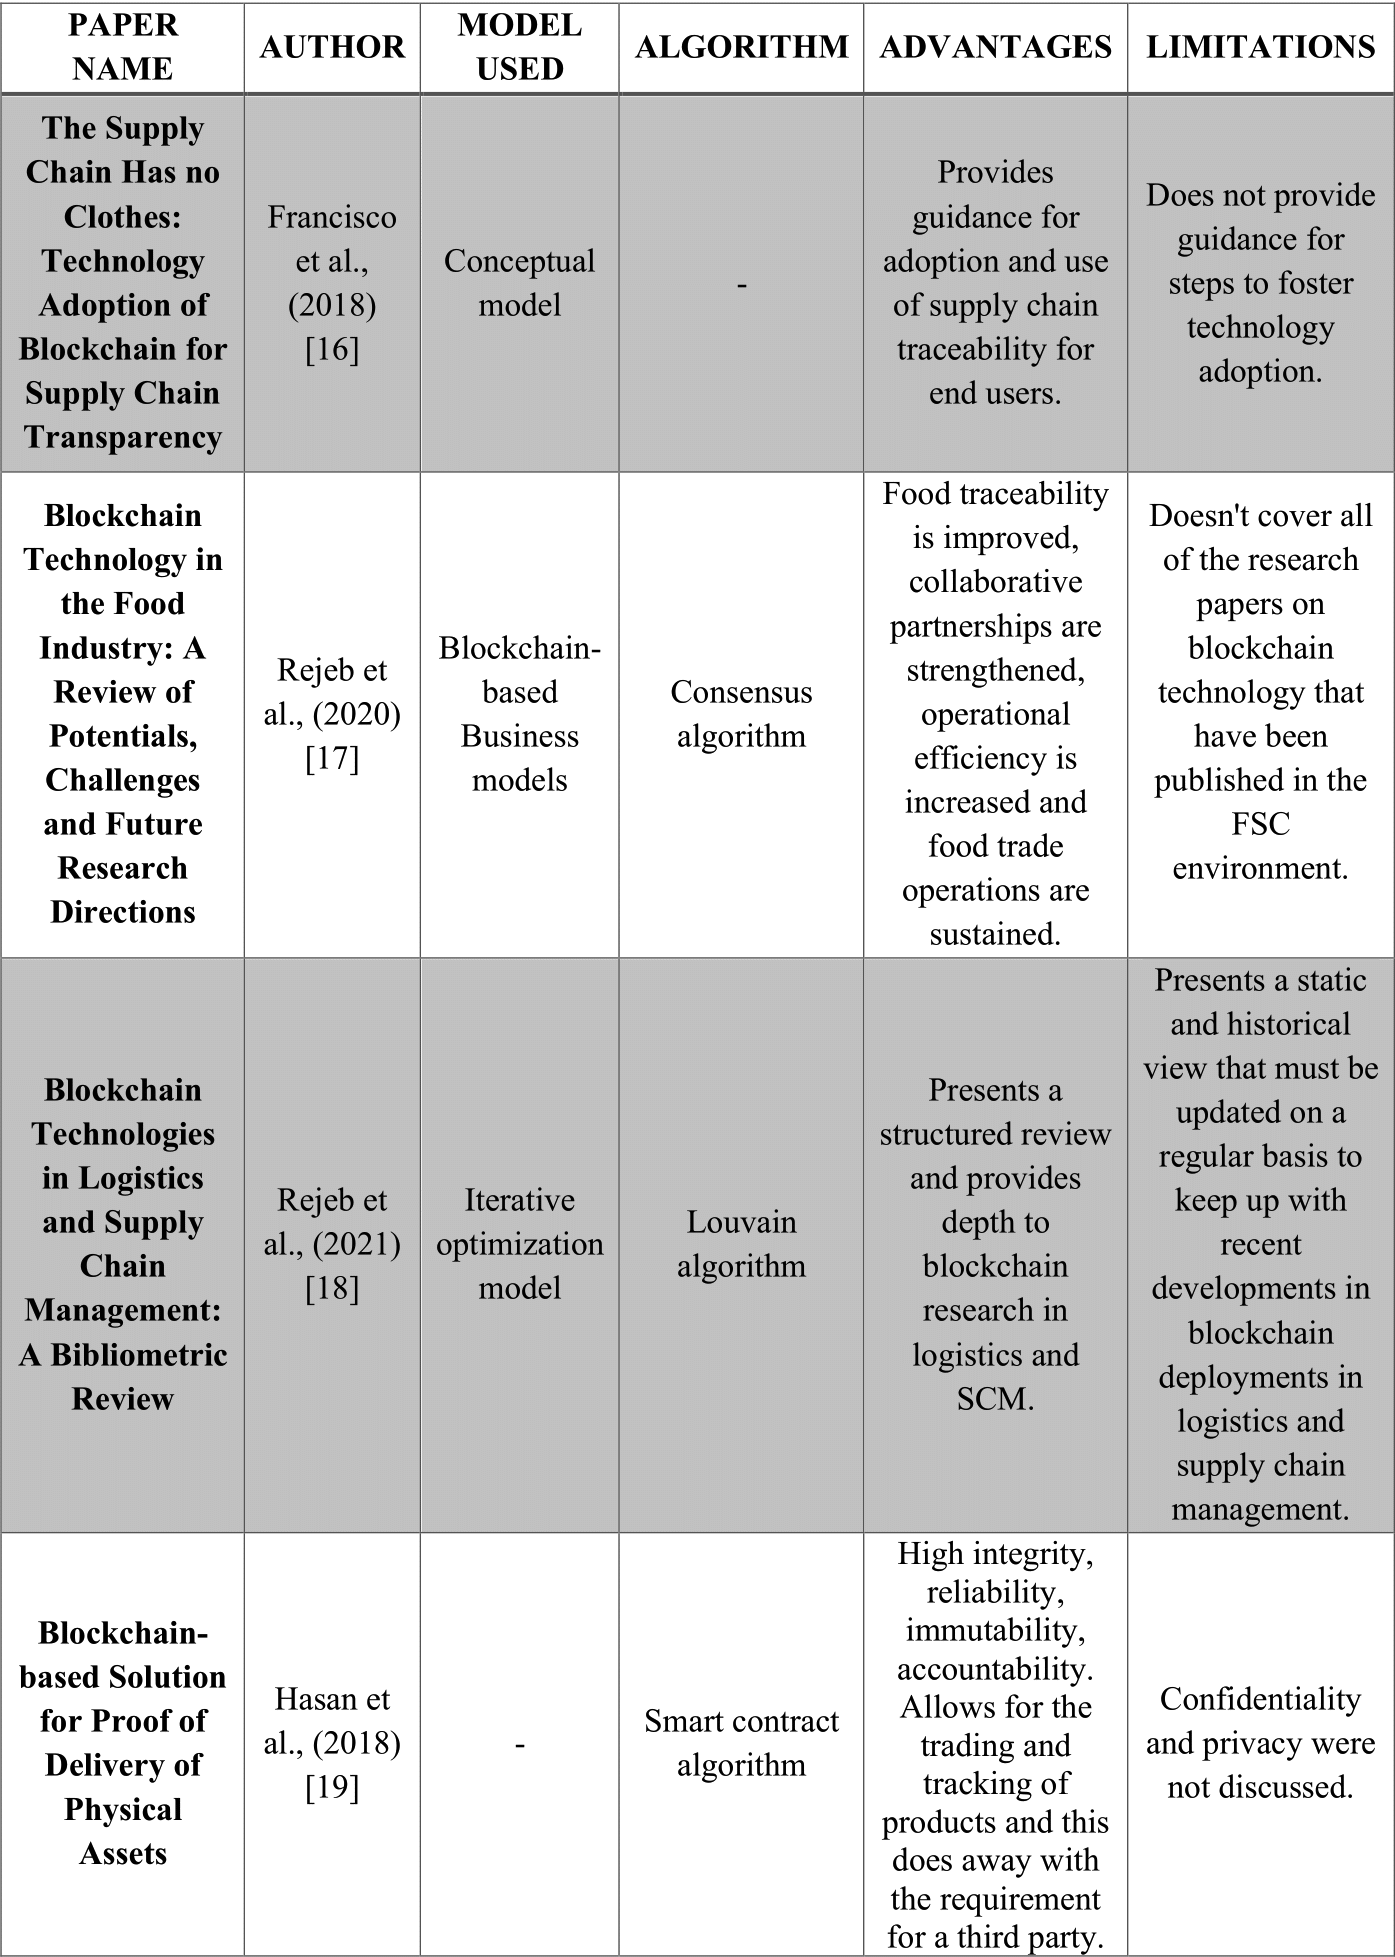 PAPER
NAME
AUTHOR
MODEL
USED
ALGORITHM
ADVANTAGES
LIMITATIONS
The Supply
Chain Has no
Clothes:
Technology
Adoption of
Blockchain for
Supply Chain
Transparency
Francisco
et al.,
(2018)
[16]
Conceptual
model
-
Provides
guidance for
adoption and use
of supply chain
traceability for
end users.
Does not provide
guidance for
steps to foster
technology
adoption.
Blockchain
Technology in
the Food
Industry: A
Review of
Potentials,
Challenges
and Future
Research
Directions
Rejeb et
al., (2020)
[17]
Blockchain-
based
Business
models
Consensus
algorithm
Food traceability
is improved,
collaborative
partnerships are
strengthened,
operational
efficiency is
increased and
food trade
operations are
sustained.
Doesn't cover all
of the research
papers on
blockchain
technology that
have been
published in the
FSC
environment.
Blockchain
Technologies
in Logistics
and Supply
Chain
Management:
A Bibliometric
Review
Rejeb et
al., (2021)
[18]
Iterative
optimization
model
Louvain
algorithm
Presents a
structured review
and provides
depth to
blockchain
research in
logistics and
SCM.
Presents a static
and historical
view that must be
updated on a
regular basis to
keep up with
recent
developments in
blockchain
deployments in
logistics and
supply chain
management.
Blockchain-
based Solution
for Proof of
Delivery of
Physical
Assets
Hasan et
al., (2018)
[19]
-
Smart contract
algorithm
High integrity,
reliability,
immutability,
accountability.
Allows for the
trading and
tracking of
products and this
does away with
the requirement
for a third party.
Confidentiality
and privacy were
not discussed.